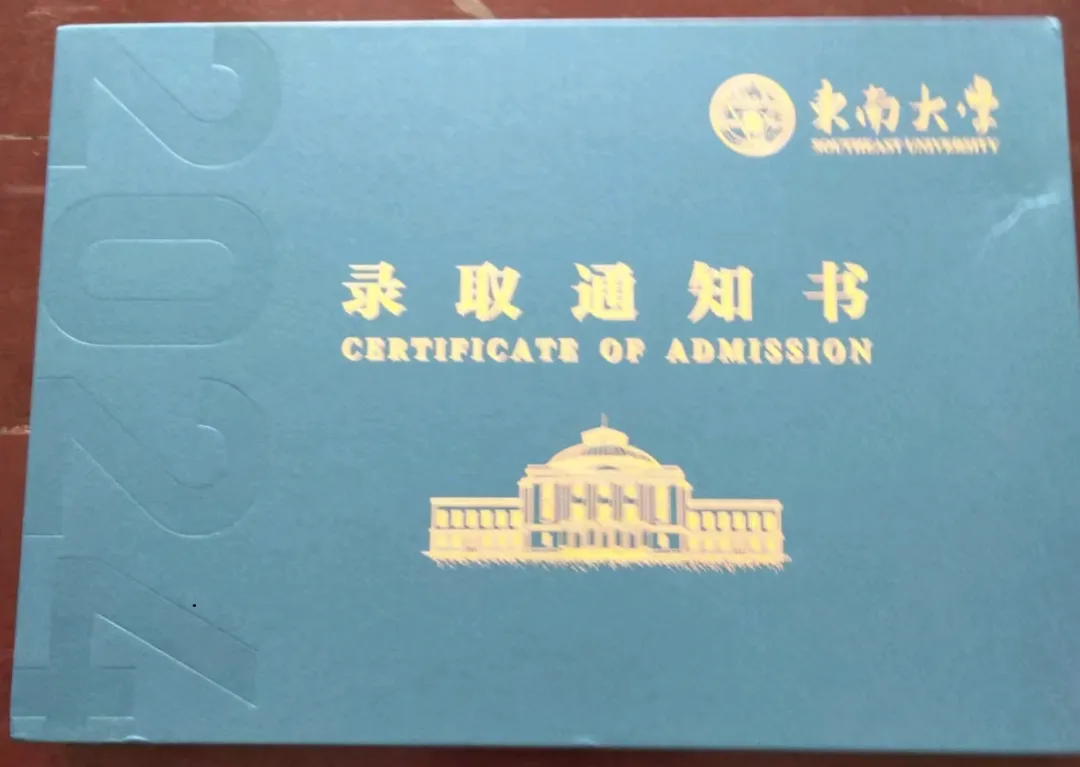 东南大学
SOUTHEAST UNIVERSITY
录取通知书
CERTIFICATE OF ADMISSION
2024